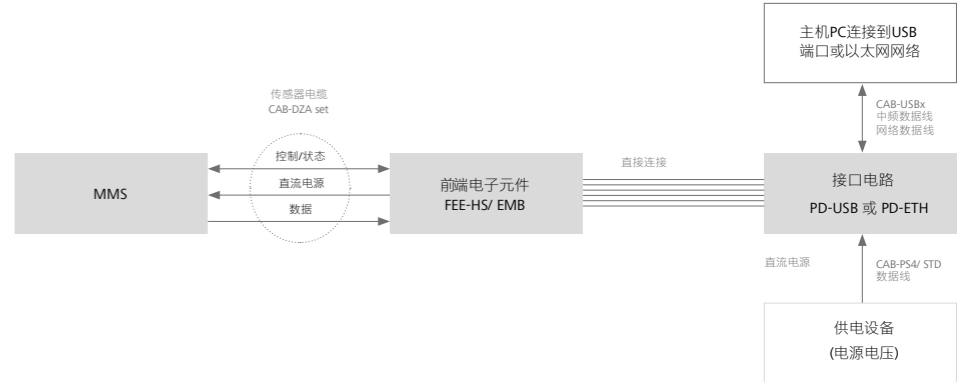 主机PC连接到USB
端口或以太网网络
传感器电缆
CAB-DZA set
CAB-USBx
中频数据线
网络数据线
控制/状态
直接连接
MMS
直流电源
前端电子元件
FEE-HS/ EMB
接口电路
PD-USB 或 PD-ETH
数据
直流电源
CAB-PS4/ STD
数据线
供电设备
(电源电压)